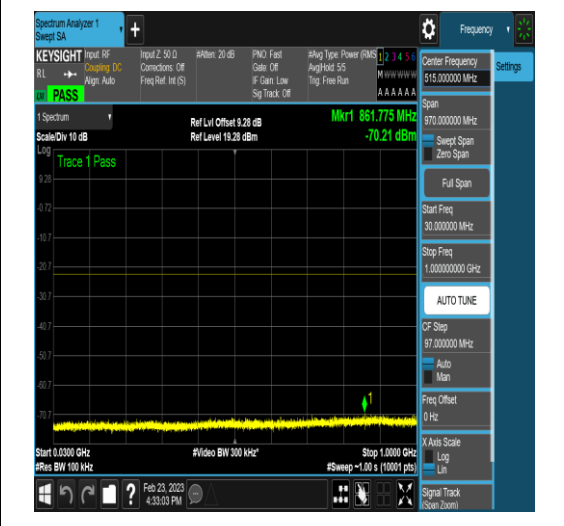 Spectrum Analyzer 1
Swept SA
+
Frequency
KEYSIGHT
RL
Input: RF
Coupling: DC
Align: Auto
Input Z: 50 Ω
Corrections: Off
Freq Ref: Int (S)
#Atten: 20 dB
PNO: Fast
Gate: Off
IF Gain: Low
Sig Track: Off
#Avg Type: Power (RMS)
Avg|Hold: 5/5
Trig: Free Run
1 2 3 4 5 6
M W W W W W
A A A A A A
PASS
1 Spectrum
Scale/Div 10 dB
Log
Ref Lvl Offset 9.28 dB
Ref Level 19.28 dBm
Mkr1 861.775 MHz
-70.21 dBm
Trace 1 Pass
9.28
-0.72
-10.7
-20.7
-30.7
-40.7
-50.7
-60.7
-70.7
1
Start 0.0300 GHz
#Res BW 100 kHz
#Video BW 300 kHz*
Stop 1.0000 GHz
#Sweep ~1.00 s (10001 pts)
?
Feb 23, 2023
4:33:03 PM
Center Frequency
515.000000 MHz
Settings
Span
970.000000 MHz
Swept Span
Zero Span
Full Span
Start Freq
30.000000 MHz
Stop Freq
1.000000000 GHz
AUTO TUNE
CF Step
97.000000 MHz
Auto
Man
Freq Offset
0 Hz
X Axis Scale
Log
Lin
Signal Track
(Span Zoom)